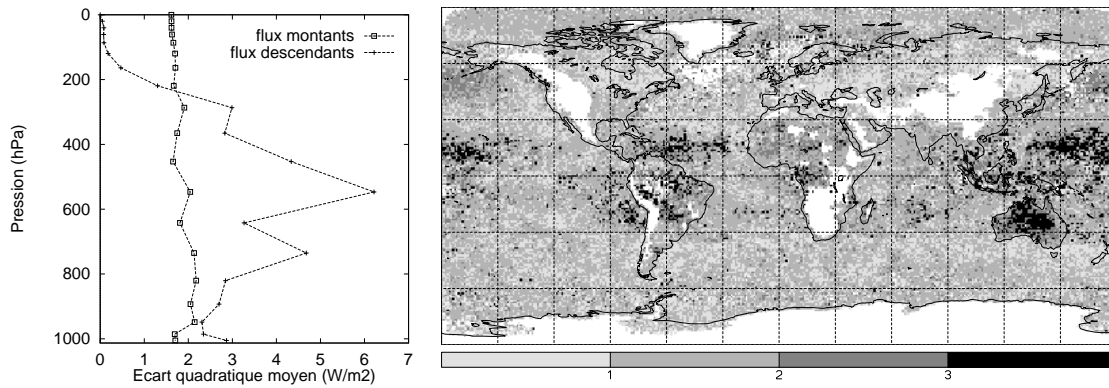 Pression (hPa)
0
200
400
600
800
1000
flux montants
flux descendants
0 1 2 3 4 5 6 7
Ecart quadratique moyen (W/m2)
1 2 3